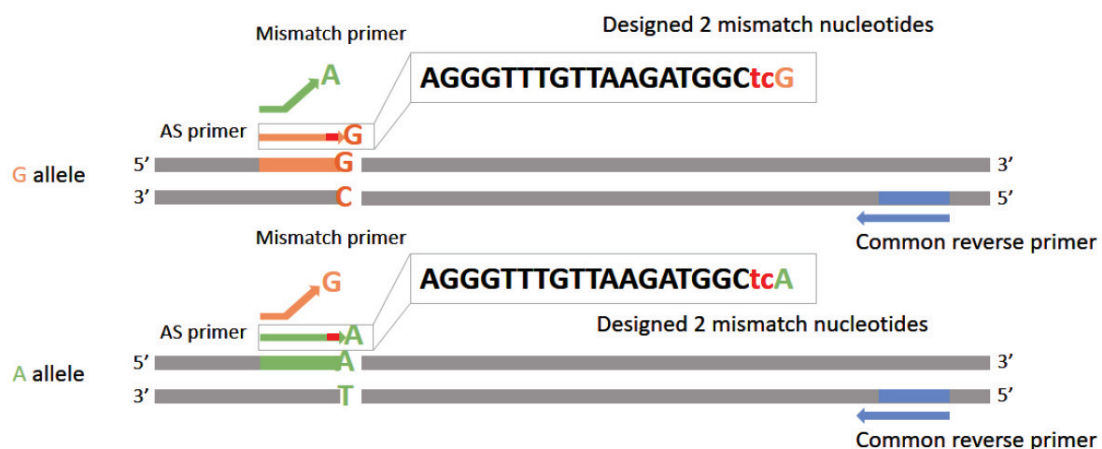 Mismatch primer
Designed 2 mismatch nucleotides
A
AGGGTTTGTTAAGATGGCtcG
AS primer
G
5’ G 3’
G allele
3’ C 5’
Common reverse primer
Mismatch primer
G
AGGGTTTGTTAAGATGGCtcA
AS primer
A
Designed 2 mismatch nucleotides
5’ A 3’
A allele
3’ T 5’
Common reverse primer